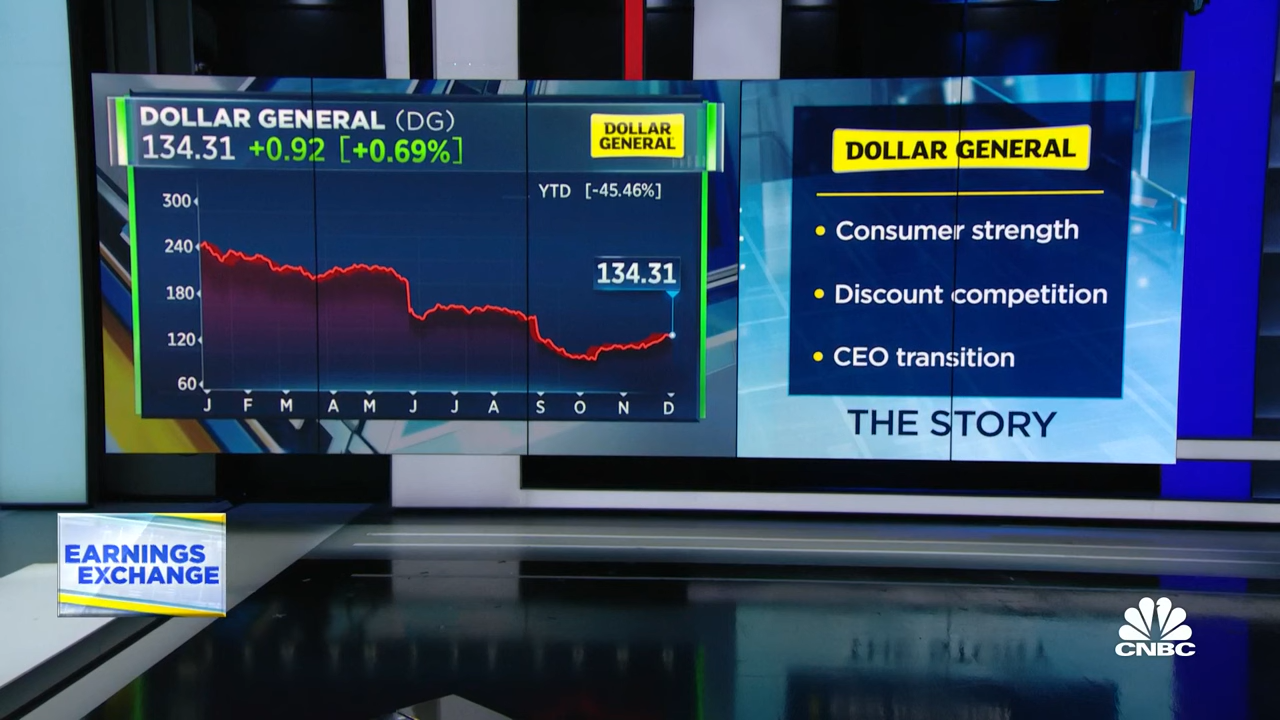 DOLLAR GENERAL (DG)
134.31 +0.92 [+0.69%]
DOLLAR
GENERAL
YTD [-45.46%]
300
240
180
120
60
134.31
J F M A M J J A S O N D
DOLLAR GENERAL
• Consumer strength
• Discount competition
• CEO transition
THE STORY
EARNINGS
EXCHANGE
CNBC